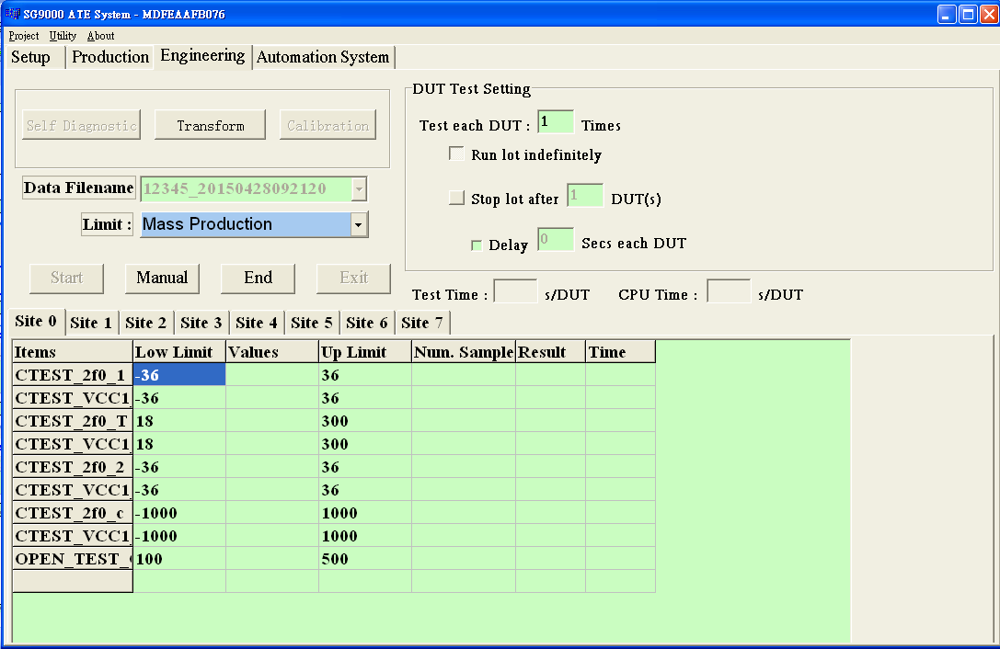 SG9000 ATE System - MDFEAAFB076
Project Utility About
Setup Production Engineering Automation System
DUT Test Setting
Self Diagnostic Transform Calibration
Test each DUT : 1 Times
Run lot indefinitely
Data Filename 12345_20150428092120
Stop lot after 1 DUT(s)
Limit : Mass Production
Delay 0 Secs each DUT
Start Manual End Exit
Test Time : s/DUT CPU Time : s/DUT
Site 0 Site 1 Site 2 Site 3 Site 4 Site 5 Site 6 Site 7
Items Low Limit Values Up Limit Num. Sample Result Time
CTEST_2f0_1 -36 36
CTEST_VCC1_ -36 36
CTEST_2f0_T 18 300
CTEST_VCC1_ 18 300
CTEST_2f0_2 -36 36
CTEST_VCC1_ -36 36
CTEST_2f0_c -1000 1000
CTEST_VCC1_ -1000 1000
OPEN_TEST_ 100 500